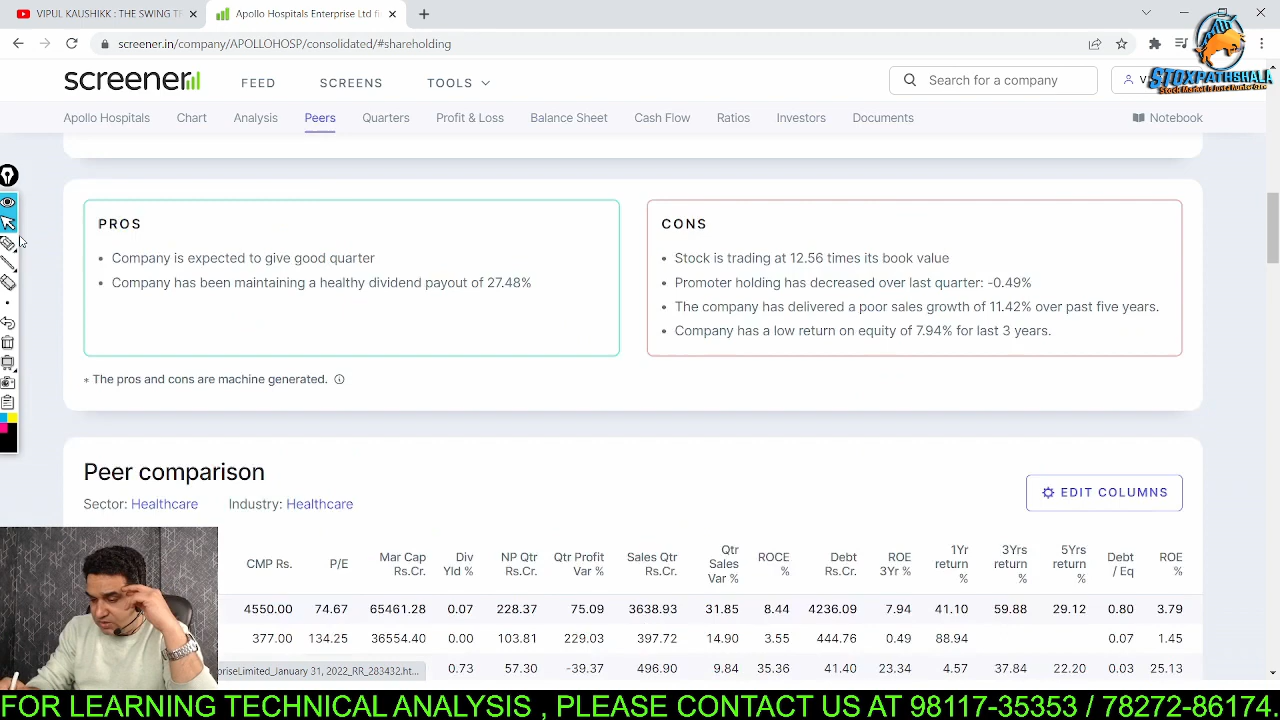 VIPUL KAUSHIKK : THE SWING T
Apollo Hospitals Enterprise Ltd fi
screener.in/company/APOLLOHOSP/consolidated/#shareholding
STOXPATHSHALA
screener
FEED SCREENS TOOLS
Search for a company
Apollo Hospitals Chart Analysis Peers Quarters Profit & Loss Balance Sheet Cash Flow Ratios Investors Documents Notebook
PROS
• Company is expected to give good quarter
• Company has been maintaining a healthy dividend payout of 27.48%
CONS
• Stock is trading at 12.56 times its book value
• Promoter holding has decreased over last quarter: -0.49%
• The company has delivered a poor sales growth of 11.42% over past five years.
• Company has a low return on equity of 7.94% for last 3 years.
* The pros and cons are machine generated.
Peer comparison
EDIT COLUMNS
Sector: Healthcare Industry: Healthcare
CMP Rs. P/E Mar Cap Rs.Cr. Div Yld % NP Qtr Rs.Cr. Qtr Profit Var % Sales Qtr Rs.Cr. Qtr Sales Var % ROCE % Debt Rs.Cr. ROE 3Yr % 1Yr return % 3Yrs return % 5Yrs return % Debt / Eq ROE %
4550.00 74.67 65461.28 0.07 228.37 75.09 3638.93 31.85 8.44 4236.09 7.94 41.10 59.88 29.12 0.80 3.79
377.00 134.25 36554.40 0.00 103.81 229.03 397.72 14.90 3.55 444.76 0.49 88.94 0.07 1.45
0.73 57.30 -39.37 496.90 9.84 35.36 41.40 23.34 4.57 37.84 22.20 0.03 25.13
priseLimited_January 31, 2022_RR_283432.ht...
FOR LEARNING TECHNICAL ANALYSIS , PLEASE CONTACT US AT 98117-35353 / 78272-86174.